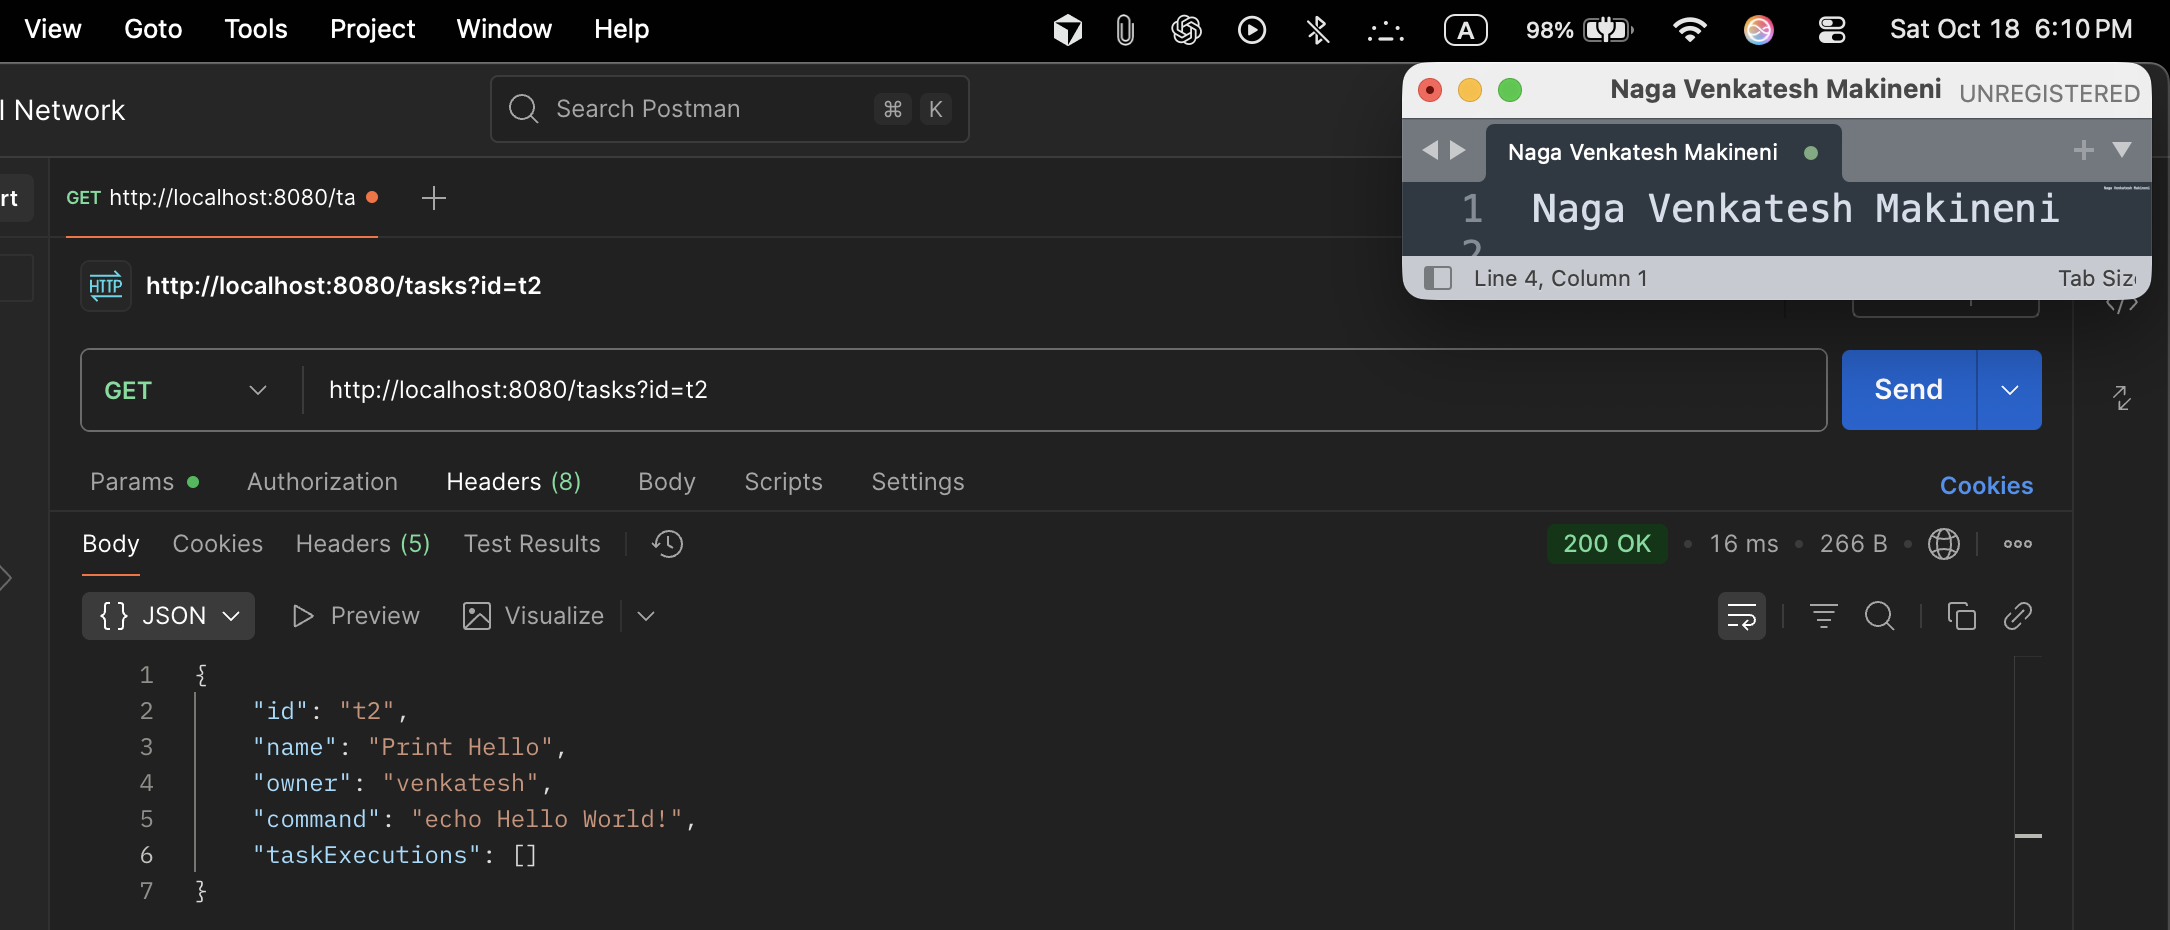 View Goto Tools Project Window Help A 98% Sat Oct 18 6:10 PM
l Network
Search Postman ⌘ K
Naga Venkatesh Makineni UNREGISTERED
Naga Venkatesh Makineni
1 Naga Venkatesh Makineni
2
Line 4, Column 1 Tab Siz
rt
GET http://localhost:8080/ta
HTTP http://localhost:8080/tasks?id=t2
GET http://localhost:8080/tasks?id=t2 Send
Params Authorization Headers (8) Body Scripts Settings Cookies
Body Cookies Headers (5) Test Results 200 OK 16 ms 266 B
{} JSON Preview Visualize
1 {
2 "id": "t2",
3 "name": "Print Hello",
4 "owner": "venkatesh",
5 "command": "echo Hello World!",
6 "taskExecutions": []
7 }